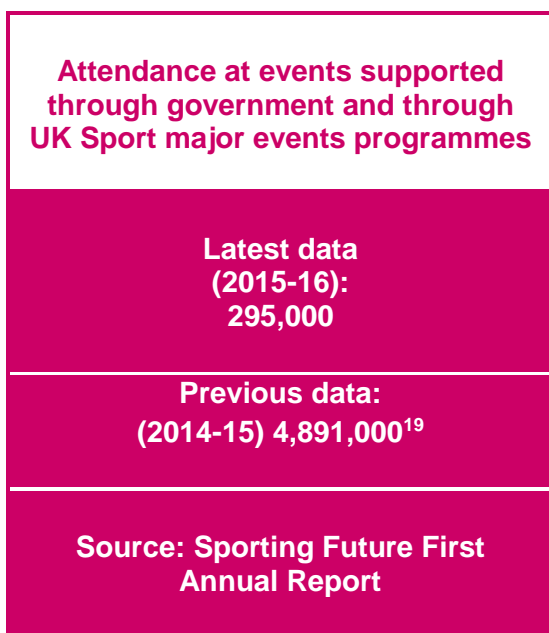 Attendance at events supported
through government and through
UK Sport major events programmes
Latest data
(2015-16):
295,000
Previous data:
(2014-15) 4,891,000¹⁹
Source: Sporting Future First
Annual Report